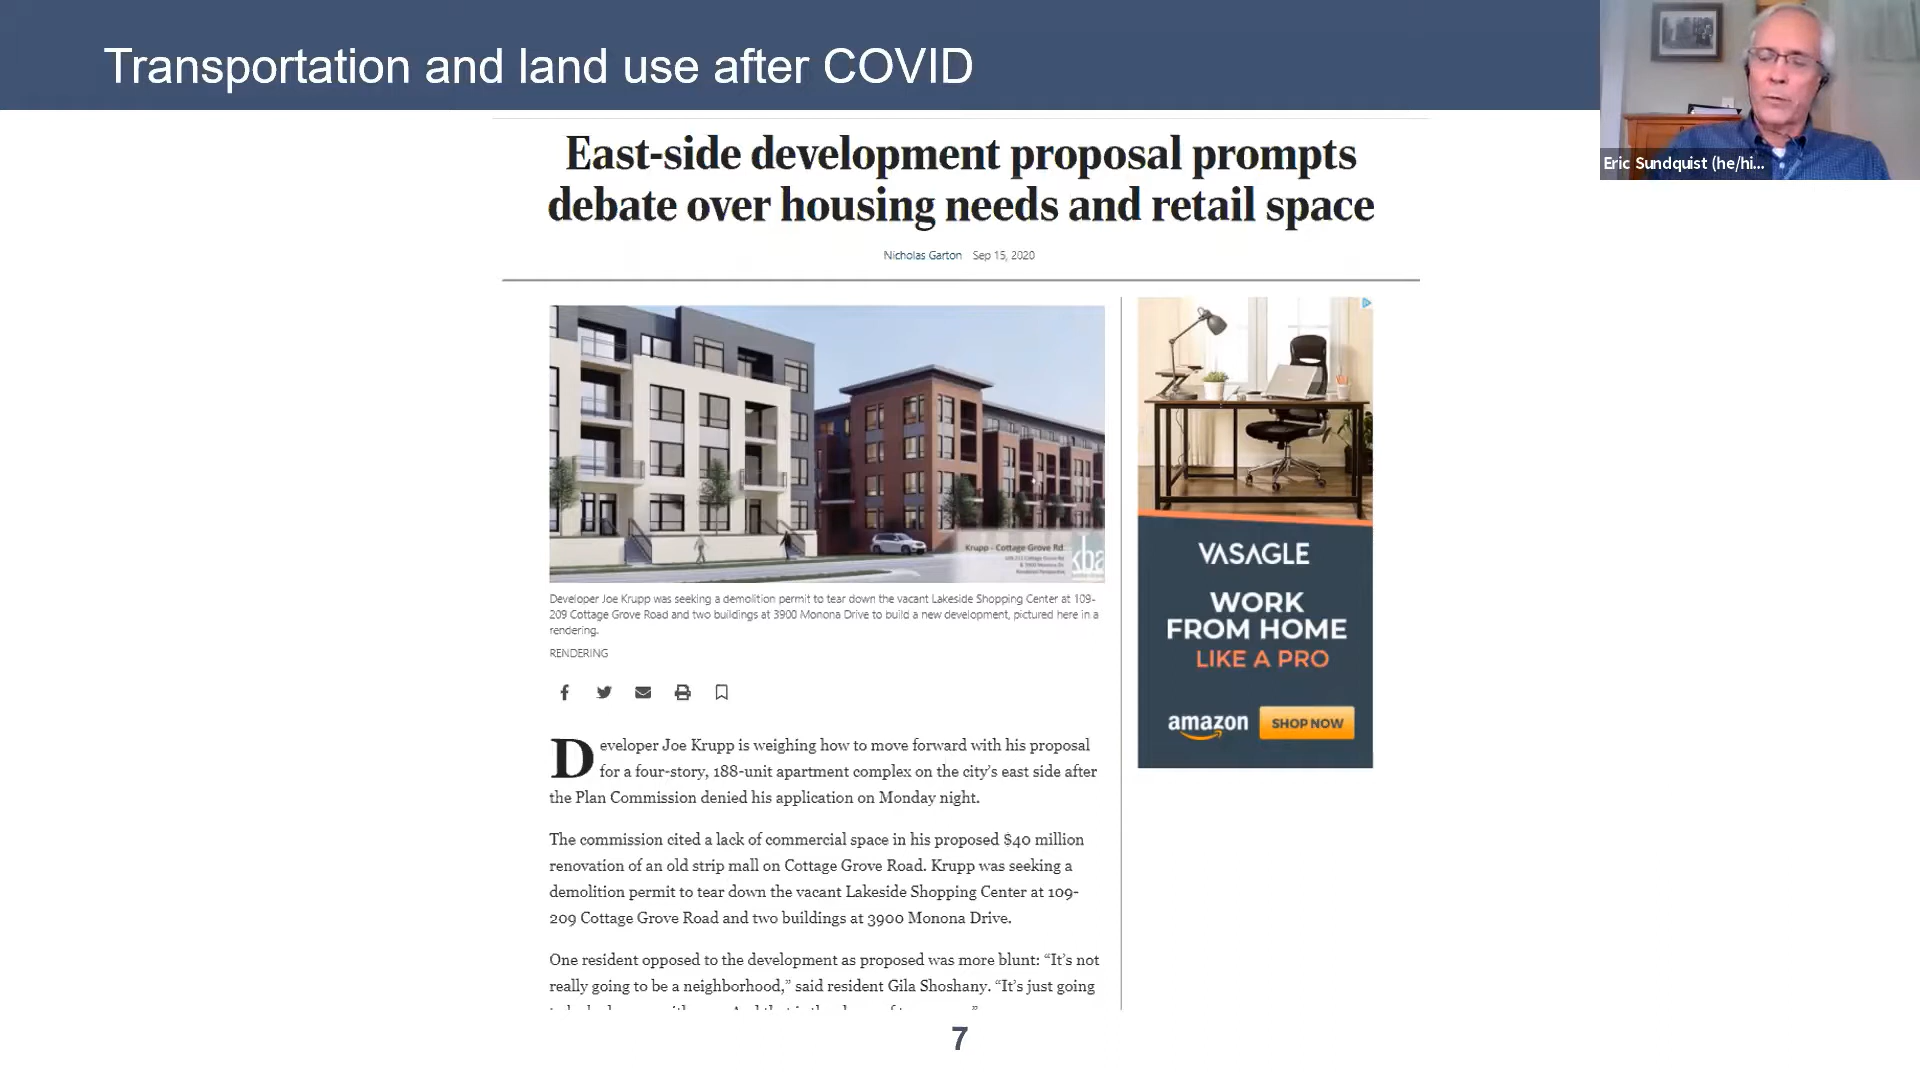 Transportation and land use after COVID
Eric Sundquist (he/hi...
East-side development proposal prompts
debate over housing needs and retail space
Nicholas Garton Sep 15, 2020
Krupp - Cottage Grove Rd.
kba
Developer Joe Krupp was seeking a demolition permit to tear down the vacant Lakeside Shopping Center at 109-
209 Cottage Grove Road and two buildings at 3900 Monona Drive to build a new development, pictured here in a
rendering.
RENDERING
Developer Joe Krupp is weighing how to move forward with his proposal
for a four-story, 188-unit apartment complex on the city's east side after
the Plan Commission denied his application on Monday night.
The commission cited a lack of commercial space in his proposed $40 million
renovation of an old strip mall on Cottage Grove Road. Krupp was seeking a
demolition permit to tear down the vacant Lakeside Shopping Center at 109-
209 Cottage Grove Road and two buildings at 3900 Monona Drive.
One resident opposed to the development as proposed was more blunt: “It's not
really going to be a neighborhood,” said resident Gila Shoshany. “It's just going
VASAGLE
WORK
FROM HOME
LIKE A PRO
amazon SHOP NOW
7